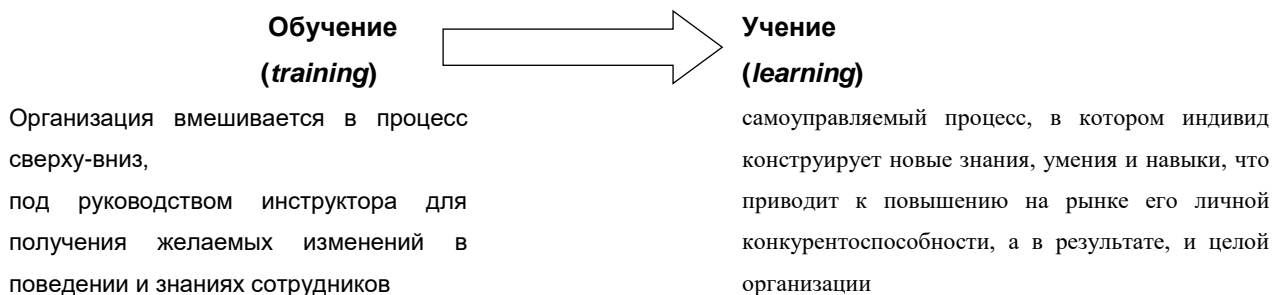 Обучение
(training)
Организация вмешивается в процесс
сверху-вниз,
под руководством инструктора для
получения желаемых изменений в
поведении и знаниях сотрудников
Учение
(learning)
самоуправляемый процесс, в котором индивид
конструирует новые знания, умения и навыки, что
приводит к повышению на рынке его личной
конкурентоспособности, а в результате, и целой
организации